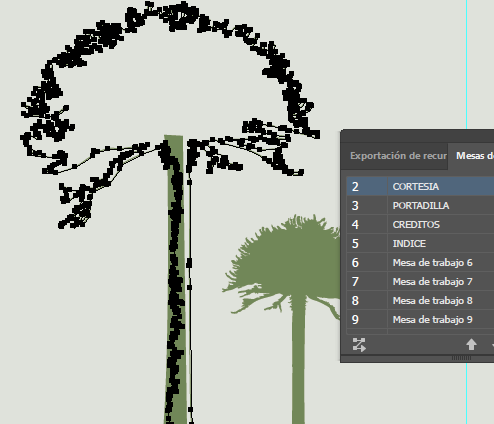 Exportación de recur
Mesas de
2 CORTESIA
3 PORTADILLA
4 CREDITOS
5 INDICE
6 Mesa de trabajo 6
7 Mesa de trabajo 7
8 Mesa de trabajo 8
9 Mesa de trabajo 9